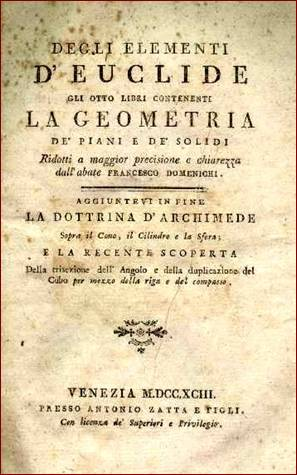 DEGLI ELEMENTI
D'EUCLIDE
GLI OTTO LIBRI CONTENENTI
LA GEOMETRIA
DE' PIANI E DE' SOLIDI
Ridotti a maggior precisione e chiarezza
dall'abate FRANCESCO DOMENICHI.
AGGIUNTEVI IN FINE
LA DOTTRINA D'ARCHIMEDE
Sopra il Cono, il Cilindro e la Sfera;
E LA RECENTE SCOPERTA
Della trisezione dell' Angolo e della duplicazione del
Cubo per mezzo della riga e del compasso.
VENEZIA M.DCC.XCIII.
PRESSO ANTONIO ZATTA E FIGLI.
Con licenza de' Superiori e Privilegio.